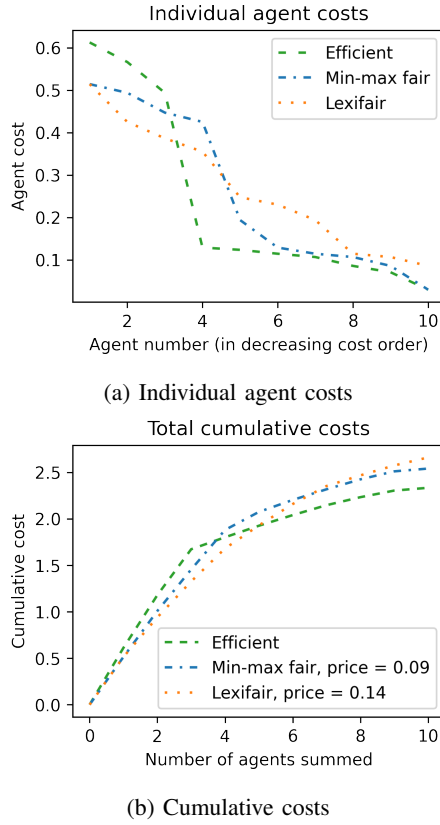 Individual agent costs
0.6
0.5
0.4
0.3
0.2
0.1
Agent cost
Efficient
Min-max fair
Lexifair
2 4 6 8 10
Agent number (in decreasing cost order)
(a) Individual agent costs
Total cumulative costs
2.5
2.0
1.5
1.0
0.5
0.0
Cumulative cost
Efficient
Min-max fair, price = 0.09
Lexifair, price = 0.14
0 2 4 6 8 10
Number of agents summed
(b) Cumulative costs